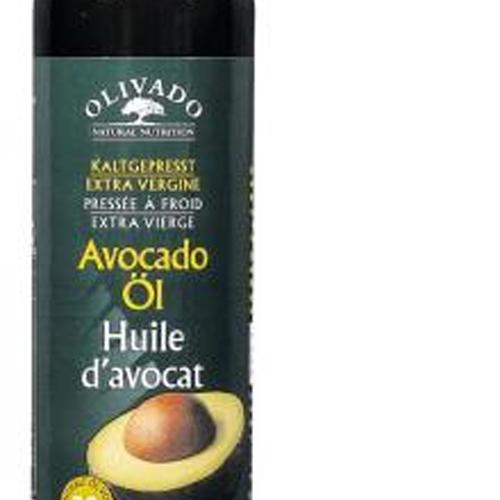 OLIVADO
NATURAL NUTRITION
KALTGEPRESST
EXTRA VERGINE
PRESSÉE À FROID
EXTRA VIERGE
Avocado
Öl
Huile
d'avocat